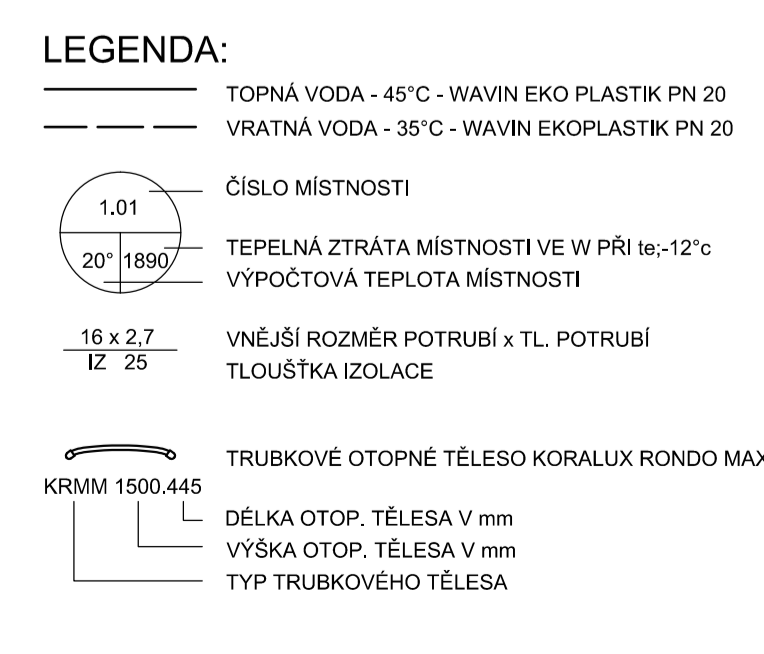 LEGENDA:
TOPNÁ VODA - 45°C - WAVIN EKO PLASTIK PN 20
VRATNÁ VODA - 35°C - WAVIN EKOPLASTIK PN 20
ČÍSLO MÍSTNOSTI
1.01
20° 1890
TEPELNÁ ZTRÁTA MÍSTNOSTI VE W PŘI te;-12°c
VÝPOČTOVÁ TEPLOTA MÍSTNOSTI
16 x 2,7
IZ 25
VNĚJŠÍ ROZMĚR POTRUBÍ x TL. POTRUBÍ
TLOUŠŤKA IZOLACE
TRUBKOVÉ OTOPNÉ TĚLESO KORALUX RONDO MAX
KRMM 1500.445
DÉLKA OTOP. TĚLESA V mm
VÝŠKA OTOP. TĚLESA V mm
TYP TRUBKOVÉHO TĚLESA